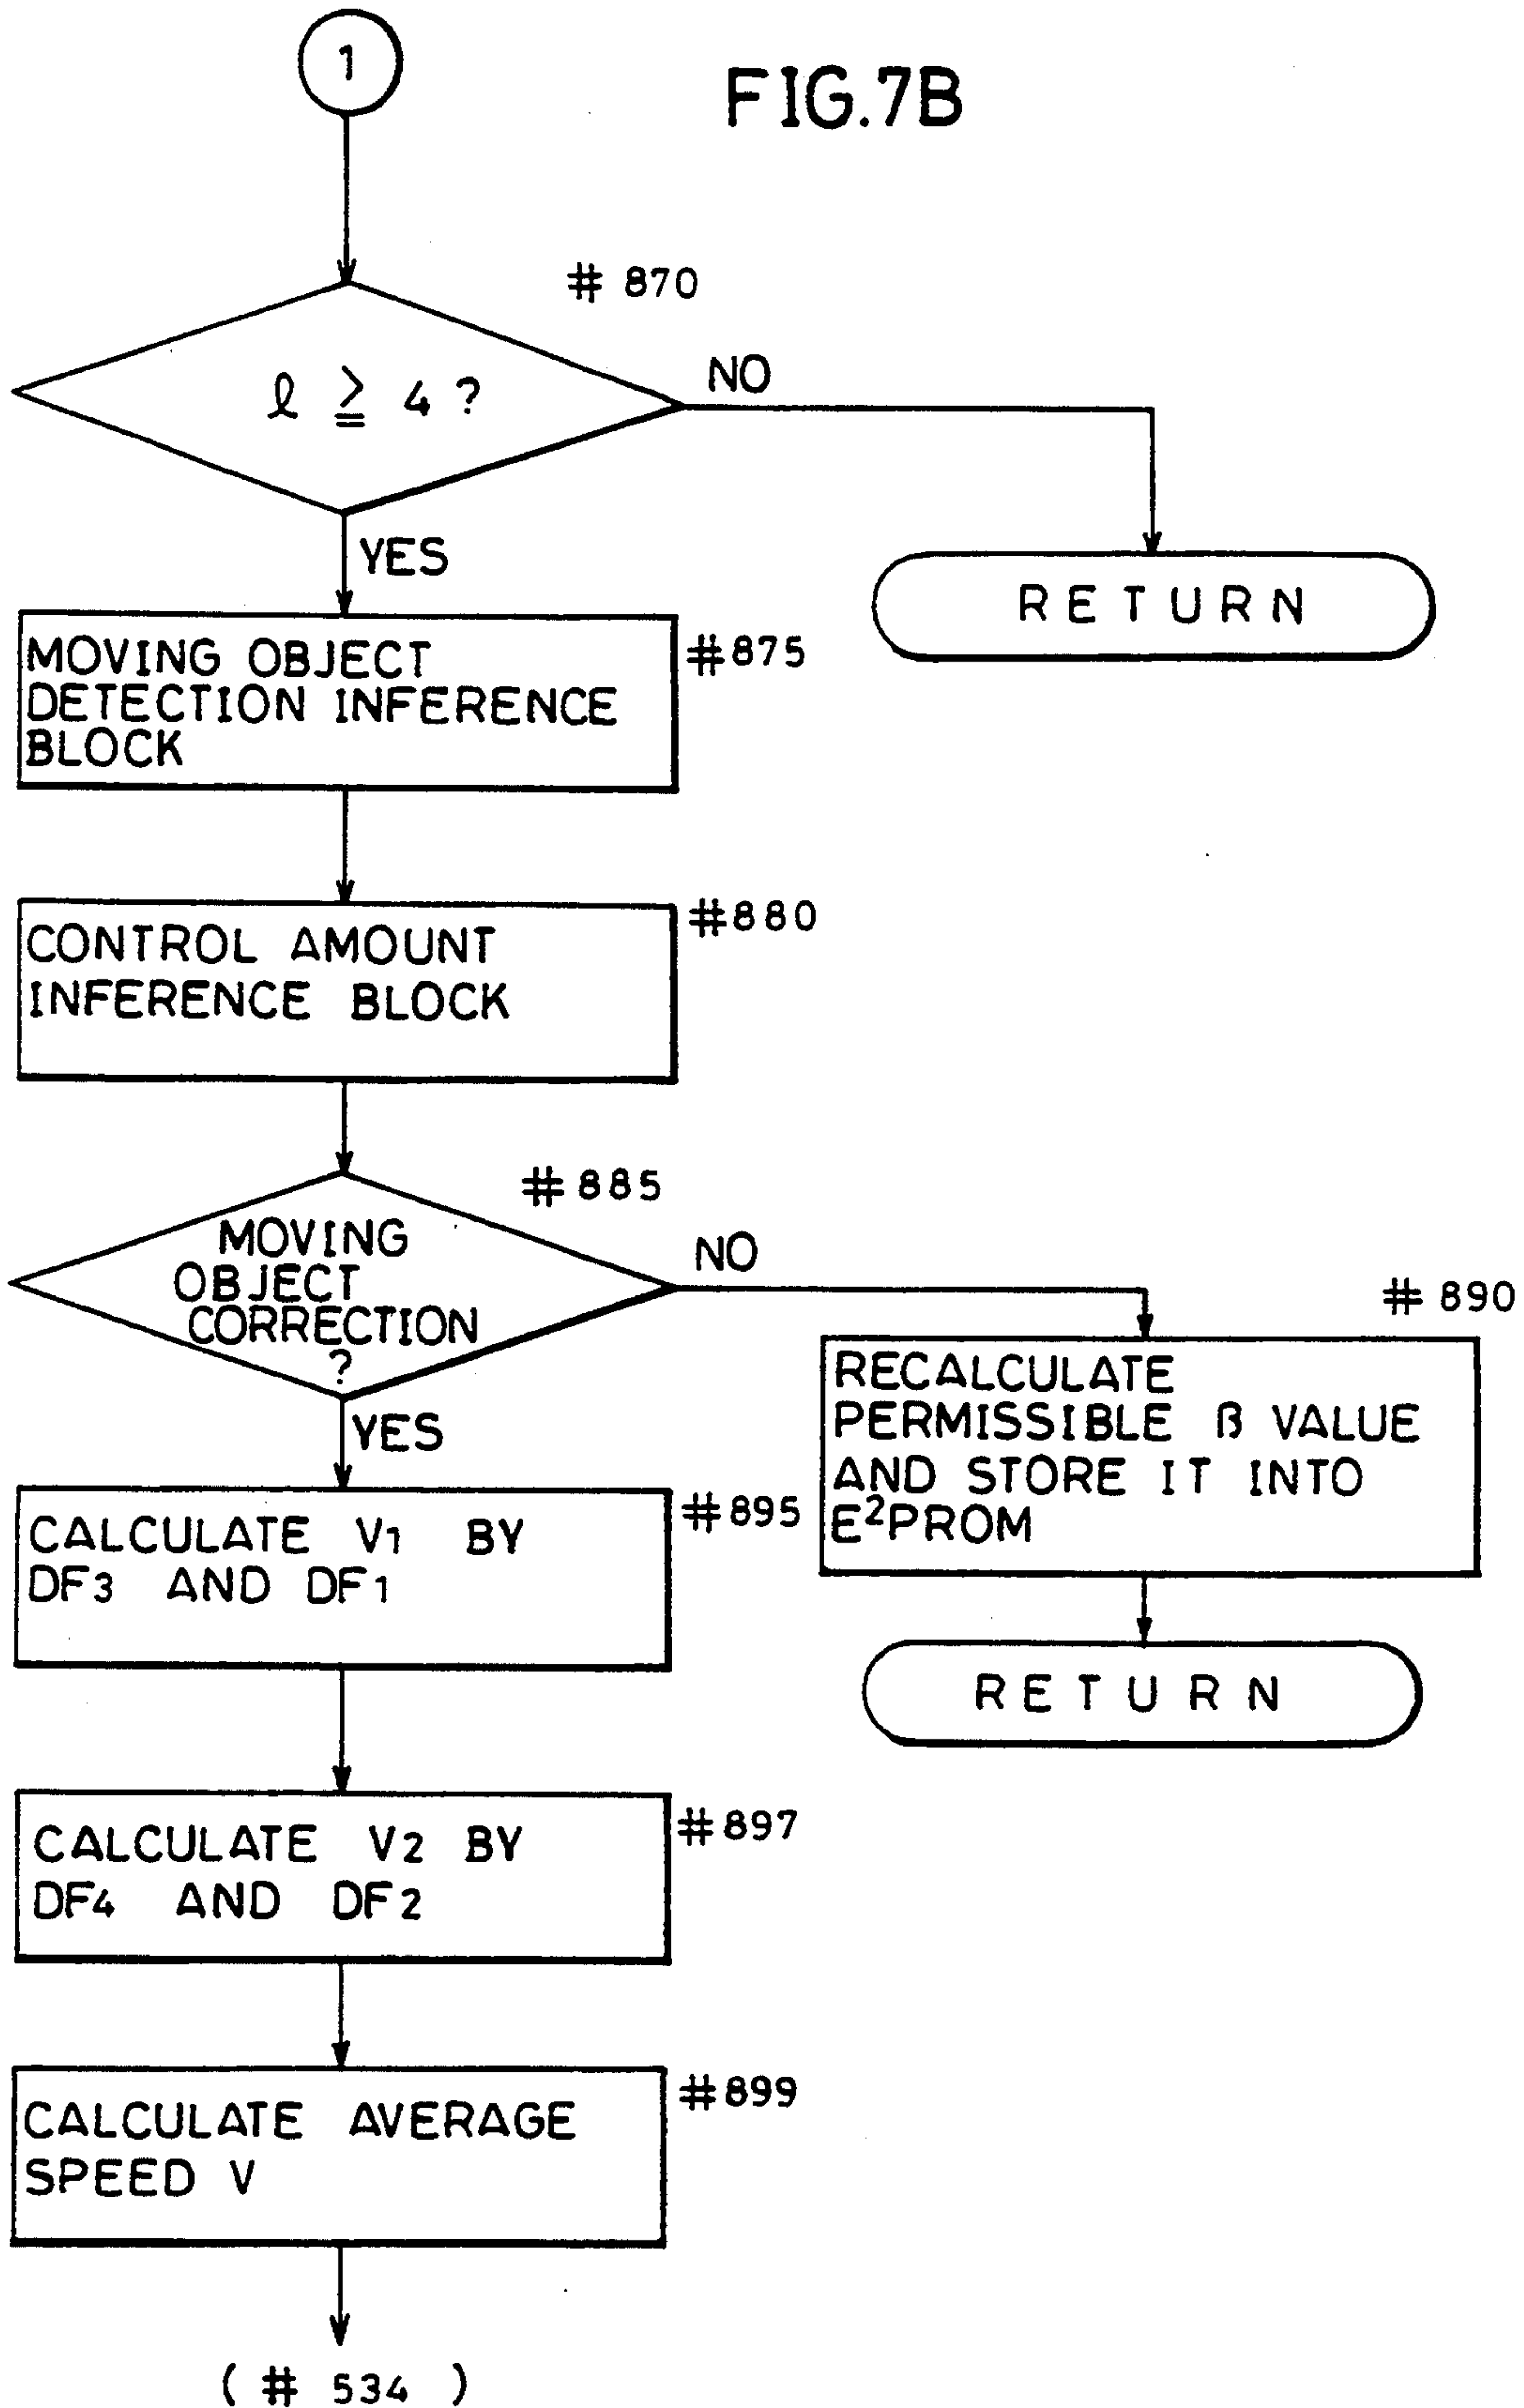 1
FIG.7B
# 870
ℓ ≧ 4 ?
NO
YES
RETURN
MOVING OBJECT
DETECTION INFERENCE
BLOCK
#875
CONTROL AMOUNT
INFERENCE BLOCK
#880
# 885
MOVING
OBJECT
CORRECTION
?
NO
YES
# 890
RECALCULATE
PERMISSIBLE β VALUE
AND STORE IT INTO
E²PROM
RETURN
CALCULATE V1 BY
DF3 AND DF1
#895
CALCULATE V2 BY
DF4 AND DF2
#897
CALCULATE AVERAGE
SPEED V
#899
( # 534 )